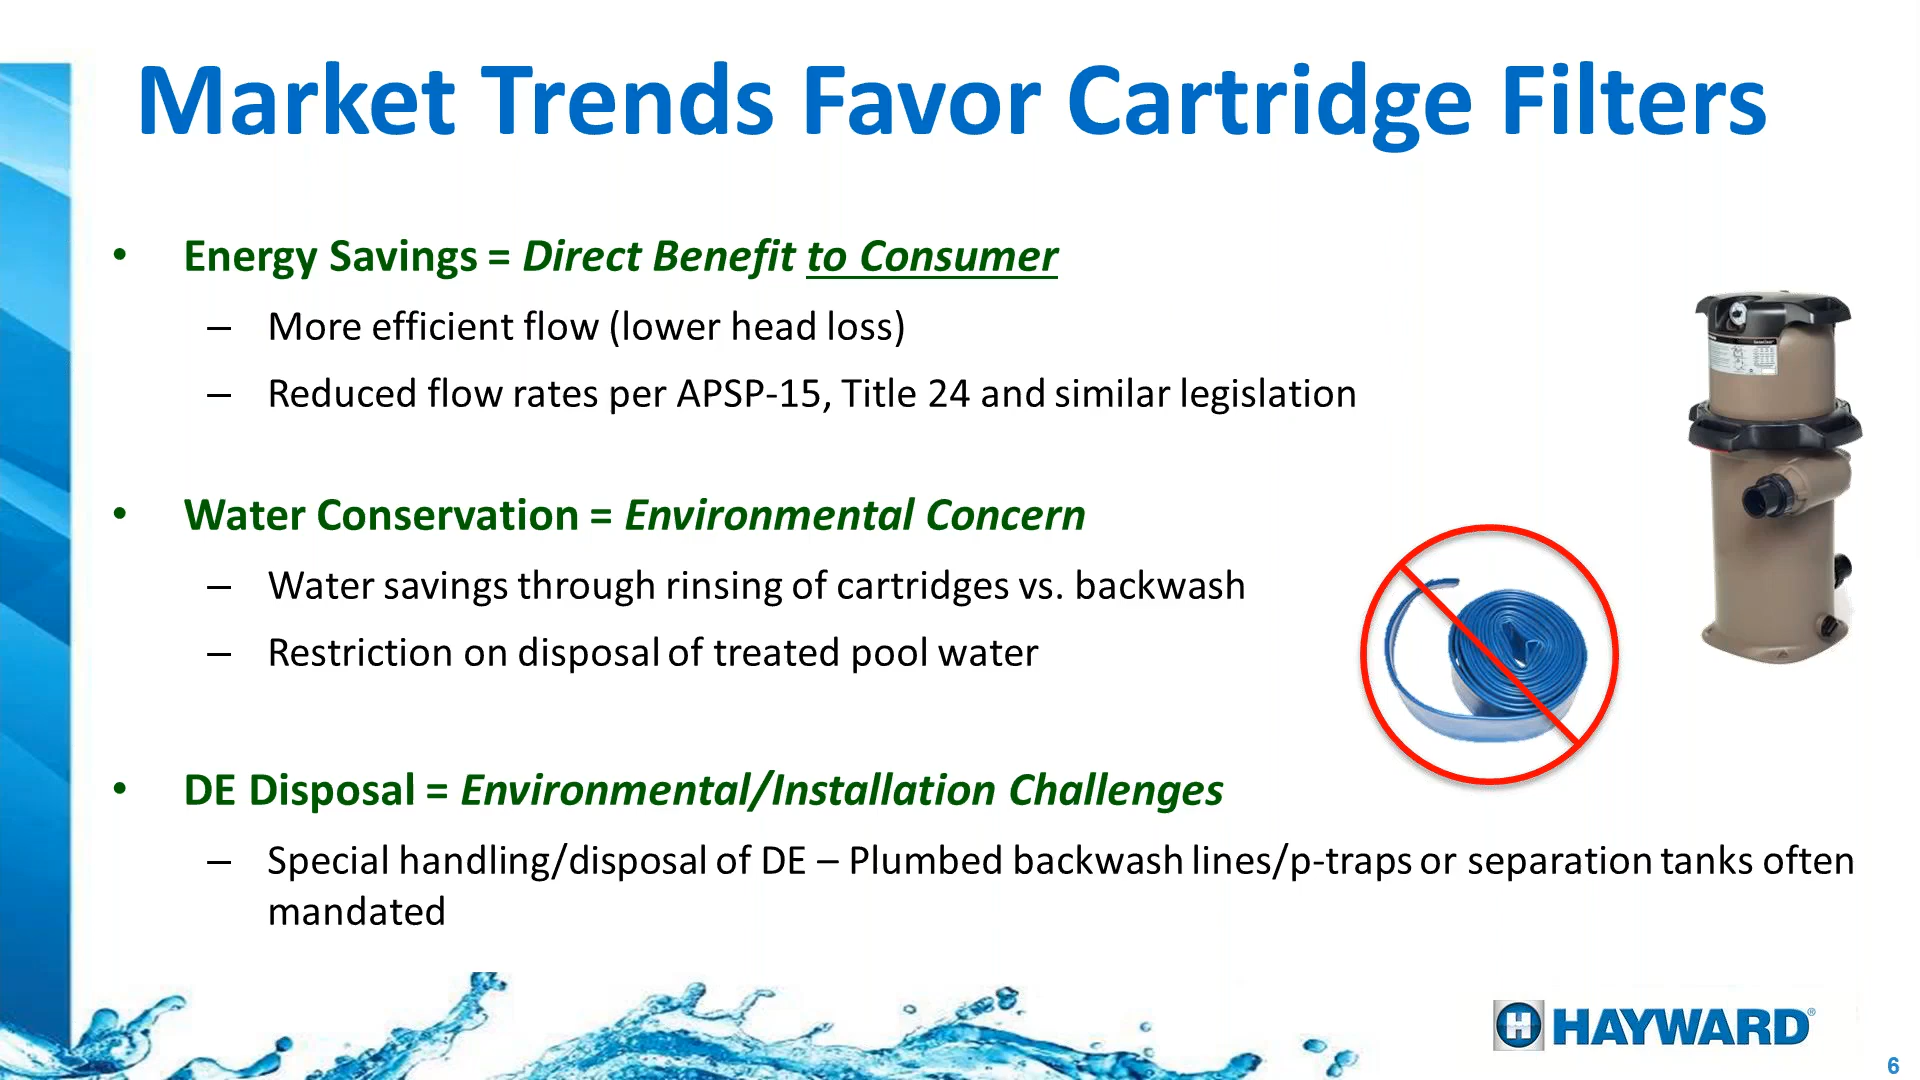 Market Trends Favor Cartridge Filters
• Energy Savings = Direct Benefit to Consumer
– More efficient flow (lower head loss)
– Reduced flow rates per APSP-15, Title 24 and similar legislation
• Water Conservation = Environmental Concern
– Water savings through rinsing of cartridges vs. backwash
– Restriction on disposal of treated pool water
• DE Disposal = Environmental/Installation Challenges
– Special handling/disposal of DE – Plumbed backwash lines/p-traps or separation tanks often
mandated
HAYWARD®
6